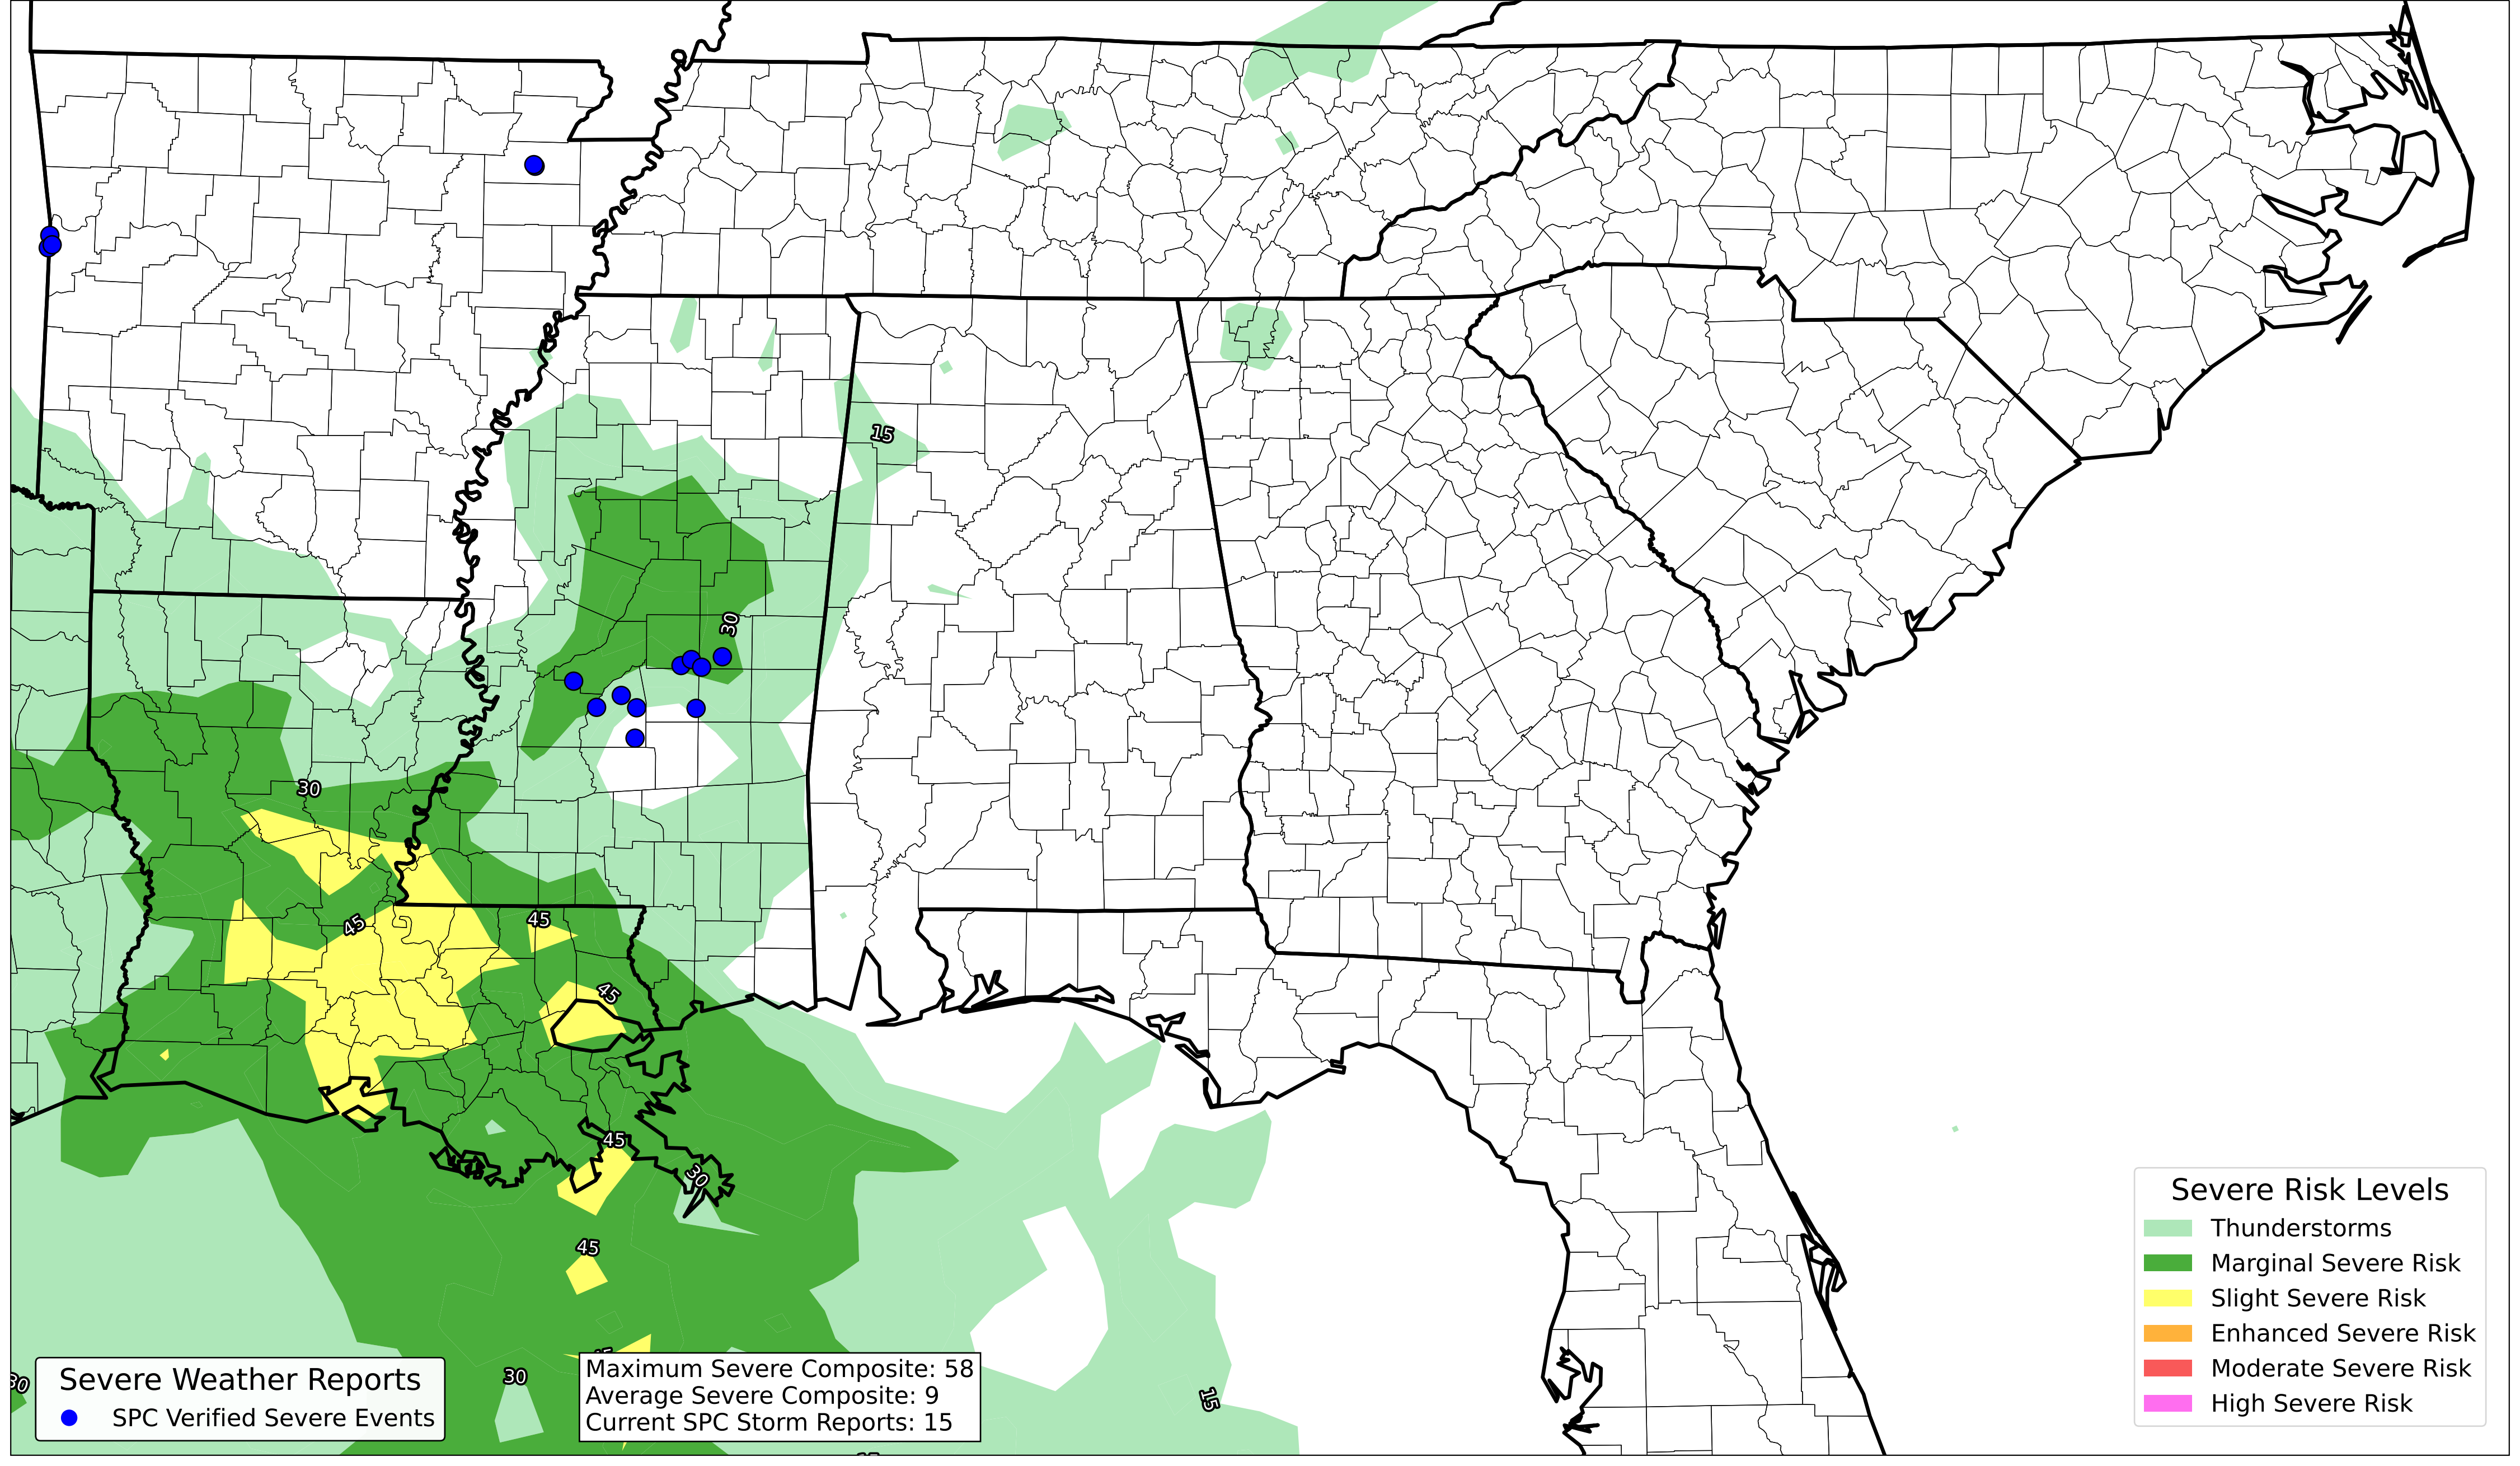 15
30
30
45
45
45
45
30
45
30
30
15
Severe Weather Reports
SPC Verified Severe Events
Maximum Severe Composite: 58
Average Severe Composite: 9
Current SPC Storm Reports: 15
Severe Risk Levels
Thunderstorms
Marginal Severe Risk
Slight Severe Risk
Enhanced Severe Risk
Moderate Severe Risk
High Severe Risk